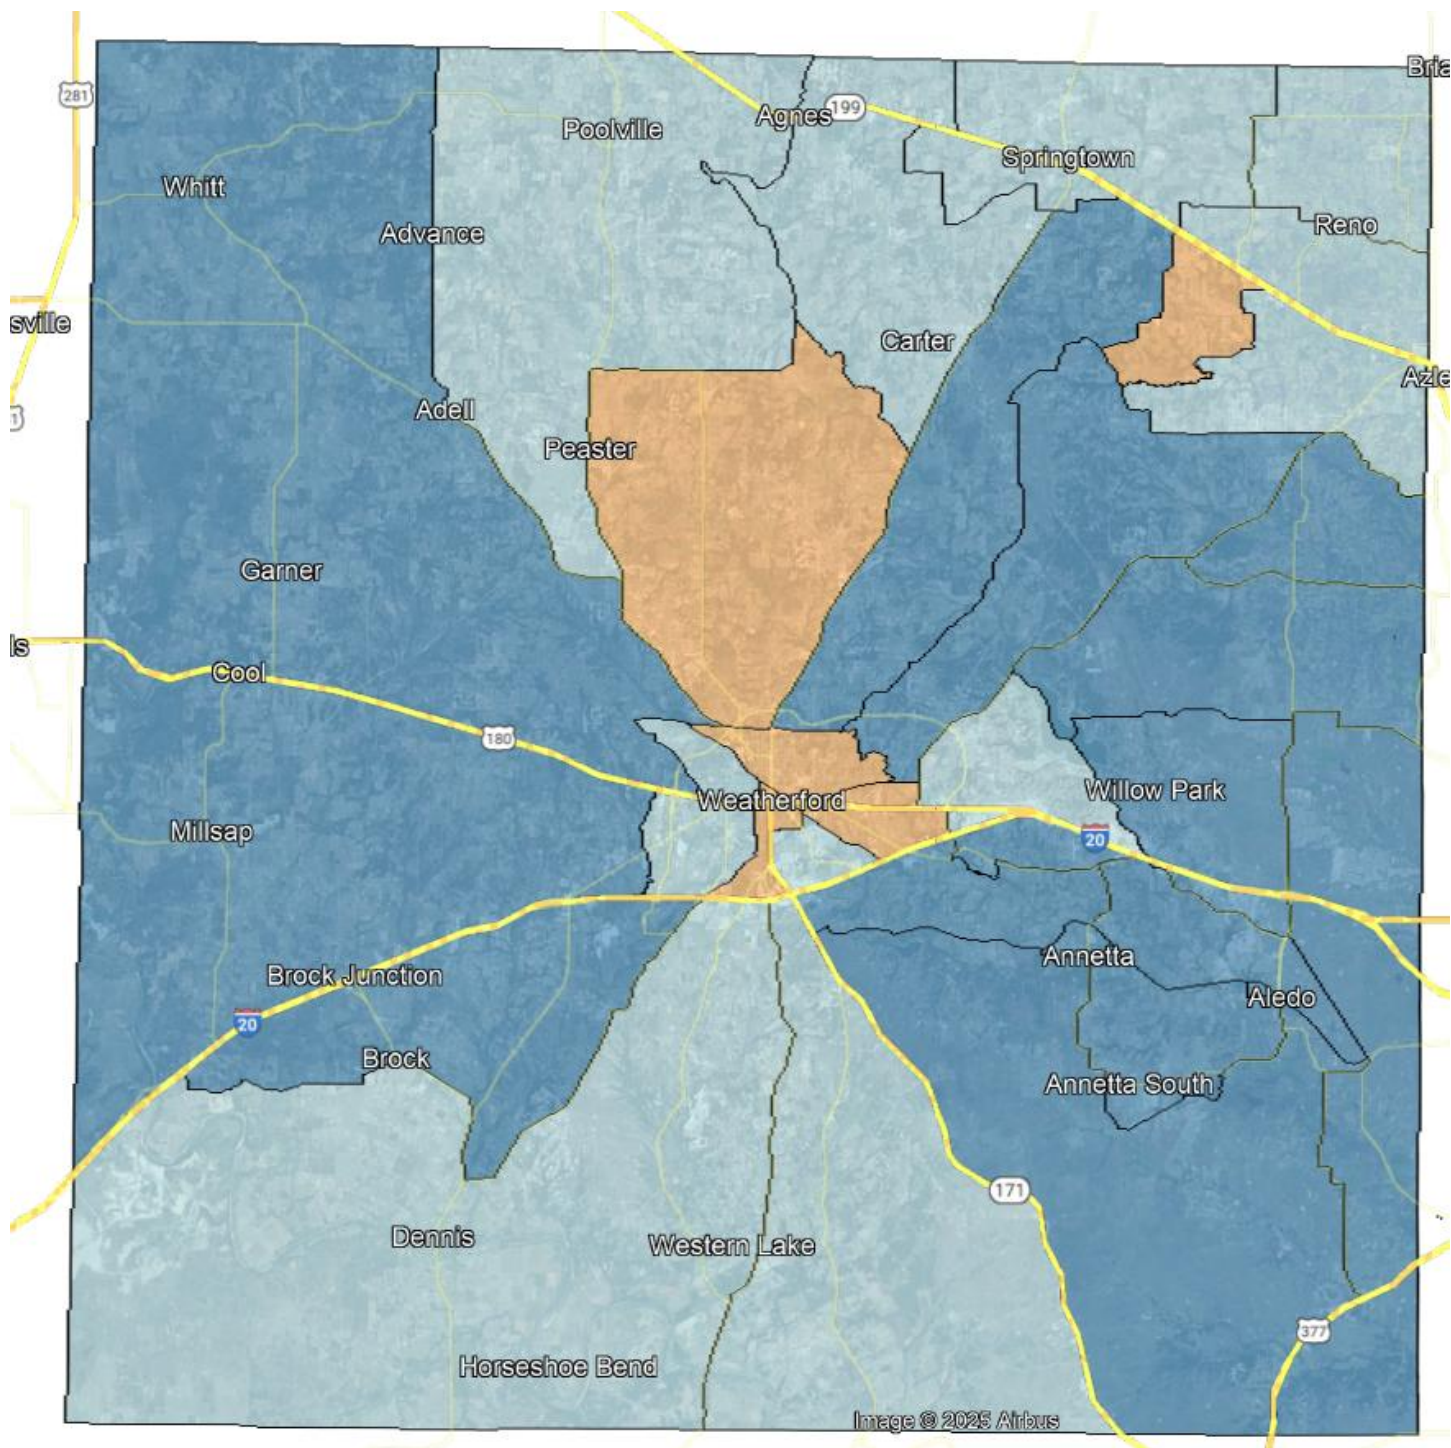 Bria
281
199
Agnes
Poolville
Springtown
Whitt
Reno
Advance
sville
Carter
Azle
Adell
1
Peaster
Garner
ls
Cool
180
Willow Park
Weatherford
Millsap
20
Annetta
Brock Junction
Aledo
20
Brock
Annetta South
171
Dennis
Western Lake
377
Horseshoe Bend
Image © 2025 Airbus